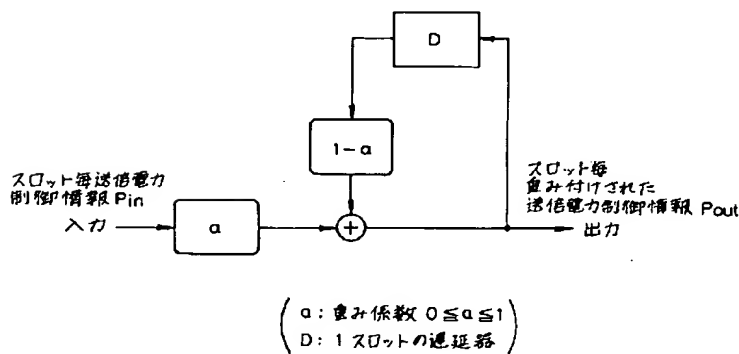 D
1-a
スロット毎送信電力
制御情報 Pin
入力
a
+
スロット毎
重み付けされた
送信電力制御情報 Pout
出力
a: 重み係数 0≦a≦1
D: 1スロットの遅延器